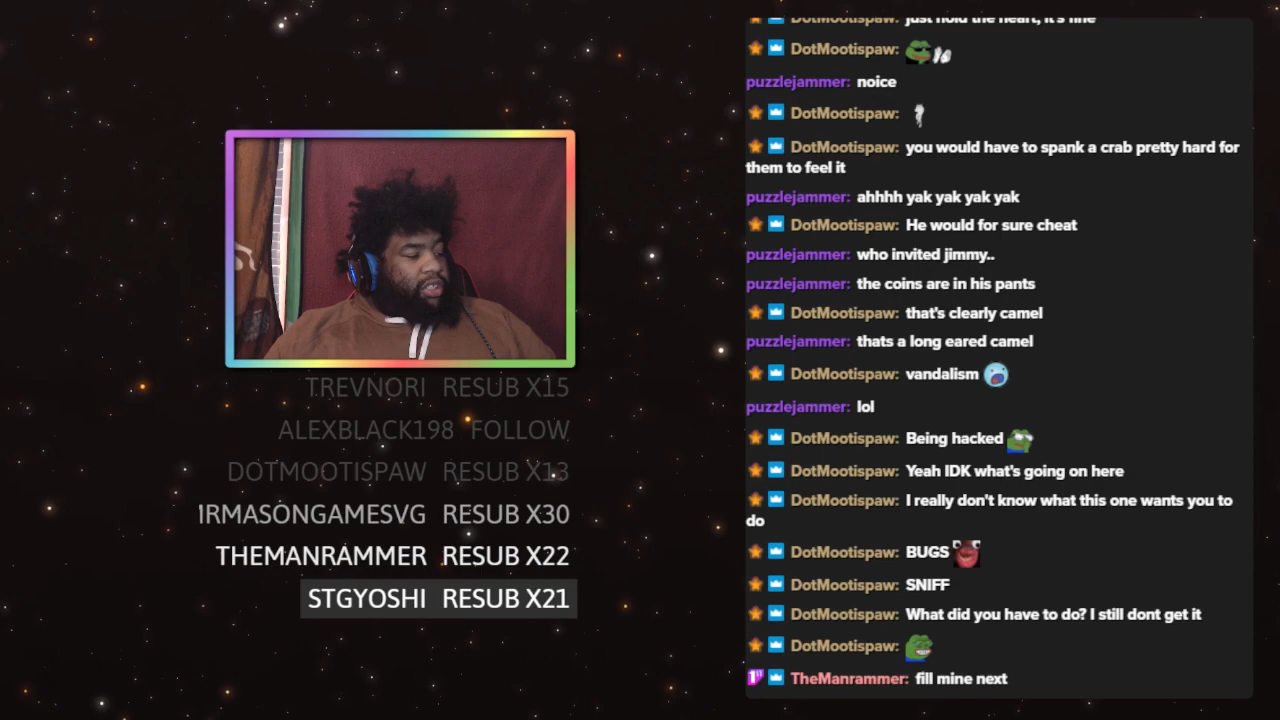 TREVNORI RESUB X15
ALEXBLACK198 FOLLOW
DOTMOOTISPAW RESUB X13
IRMASONGAMESVG RESUB X30
THEMANRAMMER RESUB X22
STGYOSHI RESUB X21
DotMootispaw: just hold the heart, it's fine
DotMootispaw:
puzzlejammer: noice
DotMootispaw:
DotMootispaw: you would have to spank a crab pretty hard for
them to feel it
puzzlejammer: ahhhh yak yak yak yak
DotMootispaw: He would for sure cheat
puzzlejammer: who invited jimmy..
puzzlejammer: the coins are in his pants
DotMootispaw: that's clearly camel
puzzlejammer: thats a long eared camel
DotMootispaw: vandalism
puzzlejammer: lol
DotMootispaw: Being hacked
DotMootispaw: Yeah IDK what's going on here
DotMootispaw: I really don't know what this one wants you to
do
DotMootispaw: BUGS
DotMootispaw: SNIFF
DotMootispaw: What did you have to do? I still dont get it
DotMootispaw:
TheManrammer: fill mine next